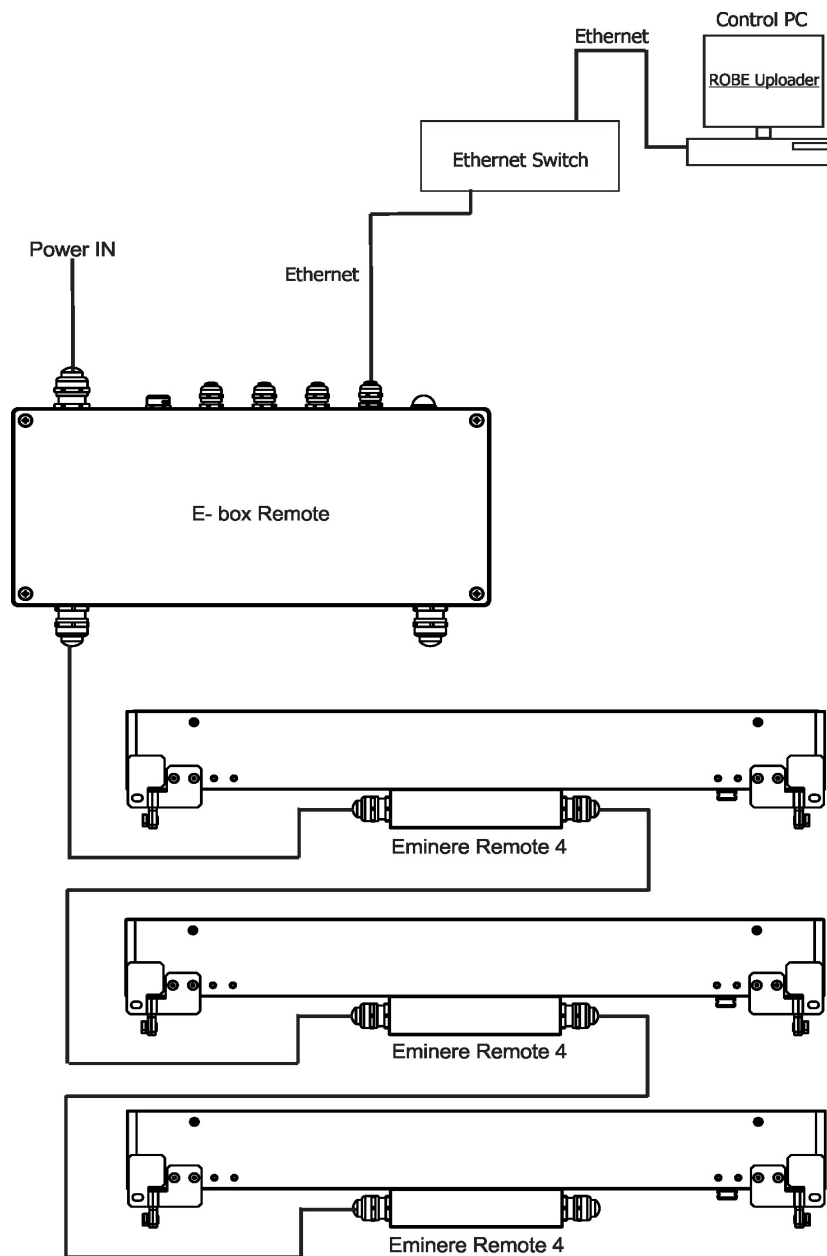 Control PC
Ethernet
ROBE Uploader
Ethernet Switch
Power IN
Ethernet
E- box Remote
Eminere Remote 4
Eminere Remote 4
Eminere Remote 4